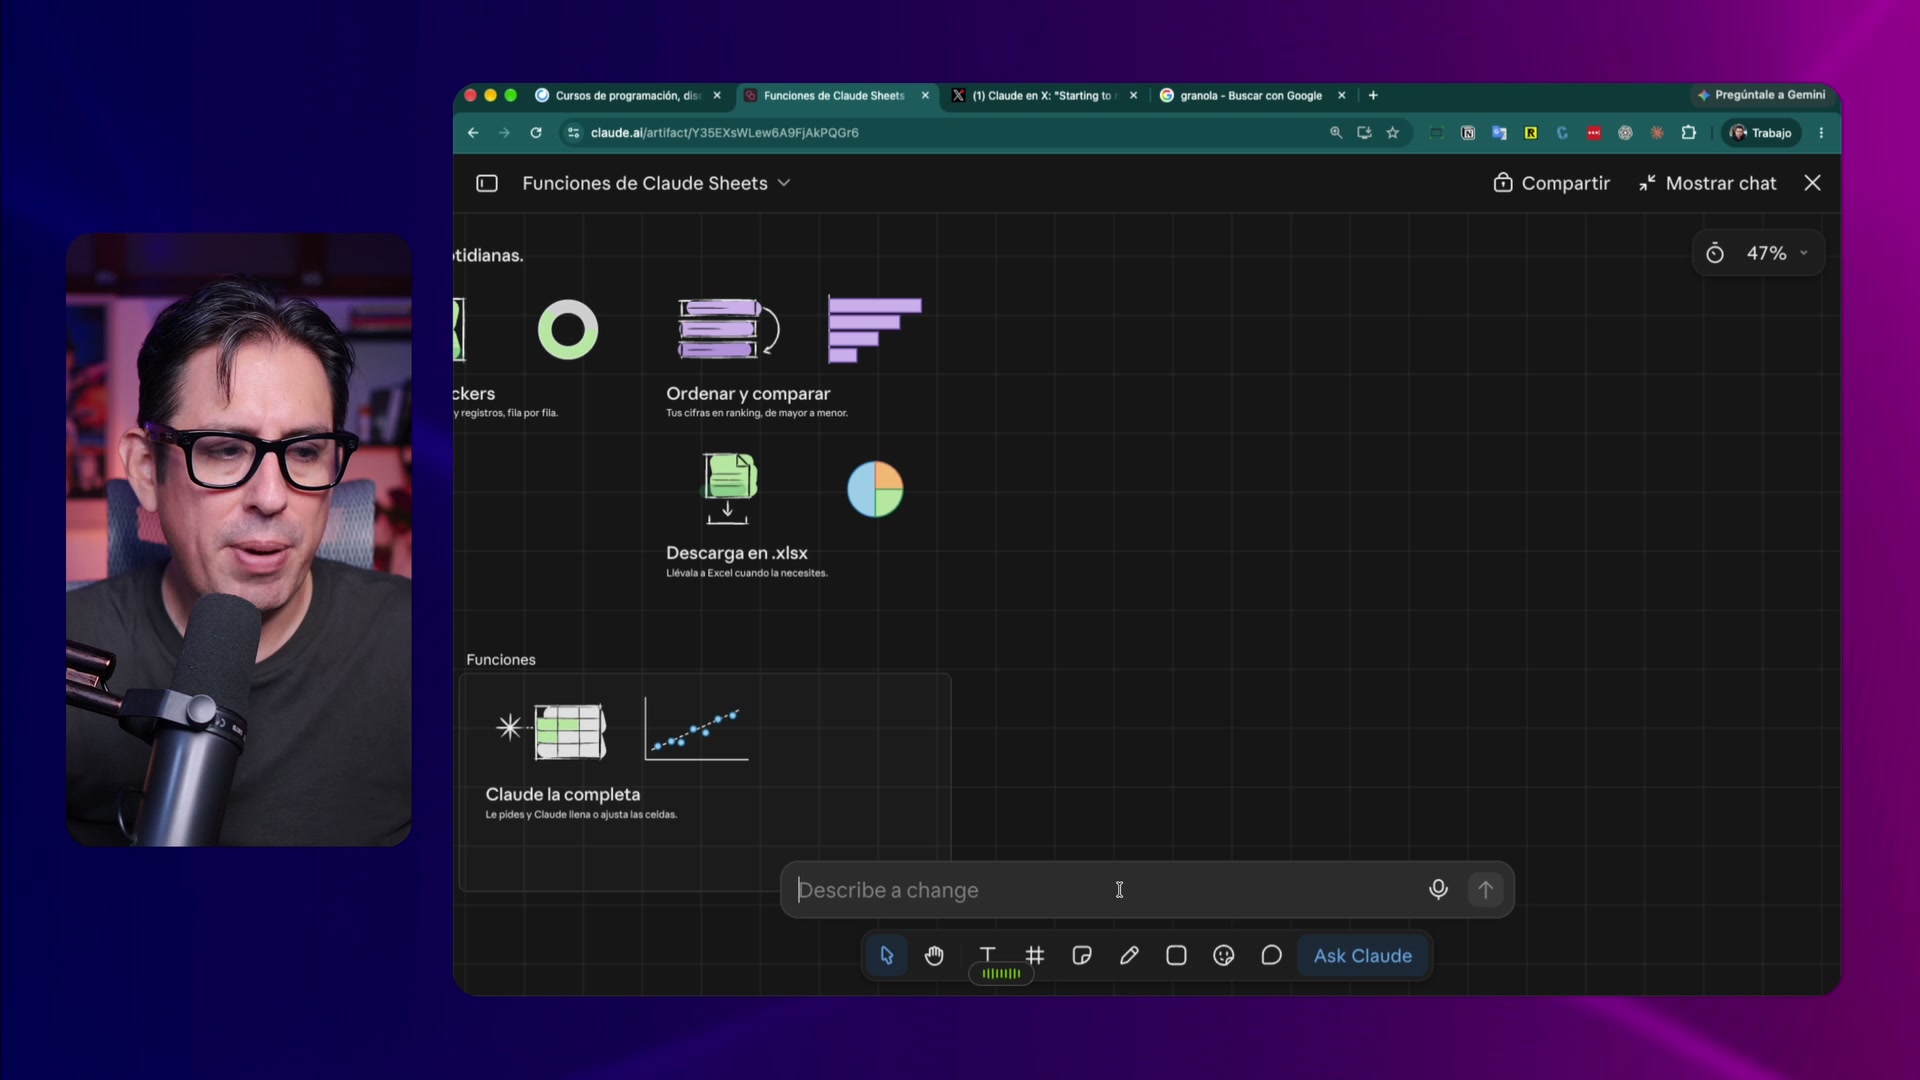 Cursos de programación, dis
Funciones de Claude Sheets
(1) Claude en X: "Starting to r
granola - Buscar con Google
Pregúntale a Gemini
claude.ai/artifact/Y35EXsWLew6A9FjAkPQGr6
Trabajo
Funciones de Claude Sheets
Compartir
Mostrar chat
47%
otidianas.
ckers
y registros, fila por fila.
Ordenar y comparar
Tus cifras en ranking, de mayor a menor.
Descarga en .xlsx
Llévala a Excel cuando la necesites.
Funciones
Claude la completa
Le pides y Claude llena o ajusta las celdas.
Describe a change
Ask Claude